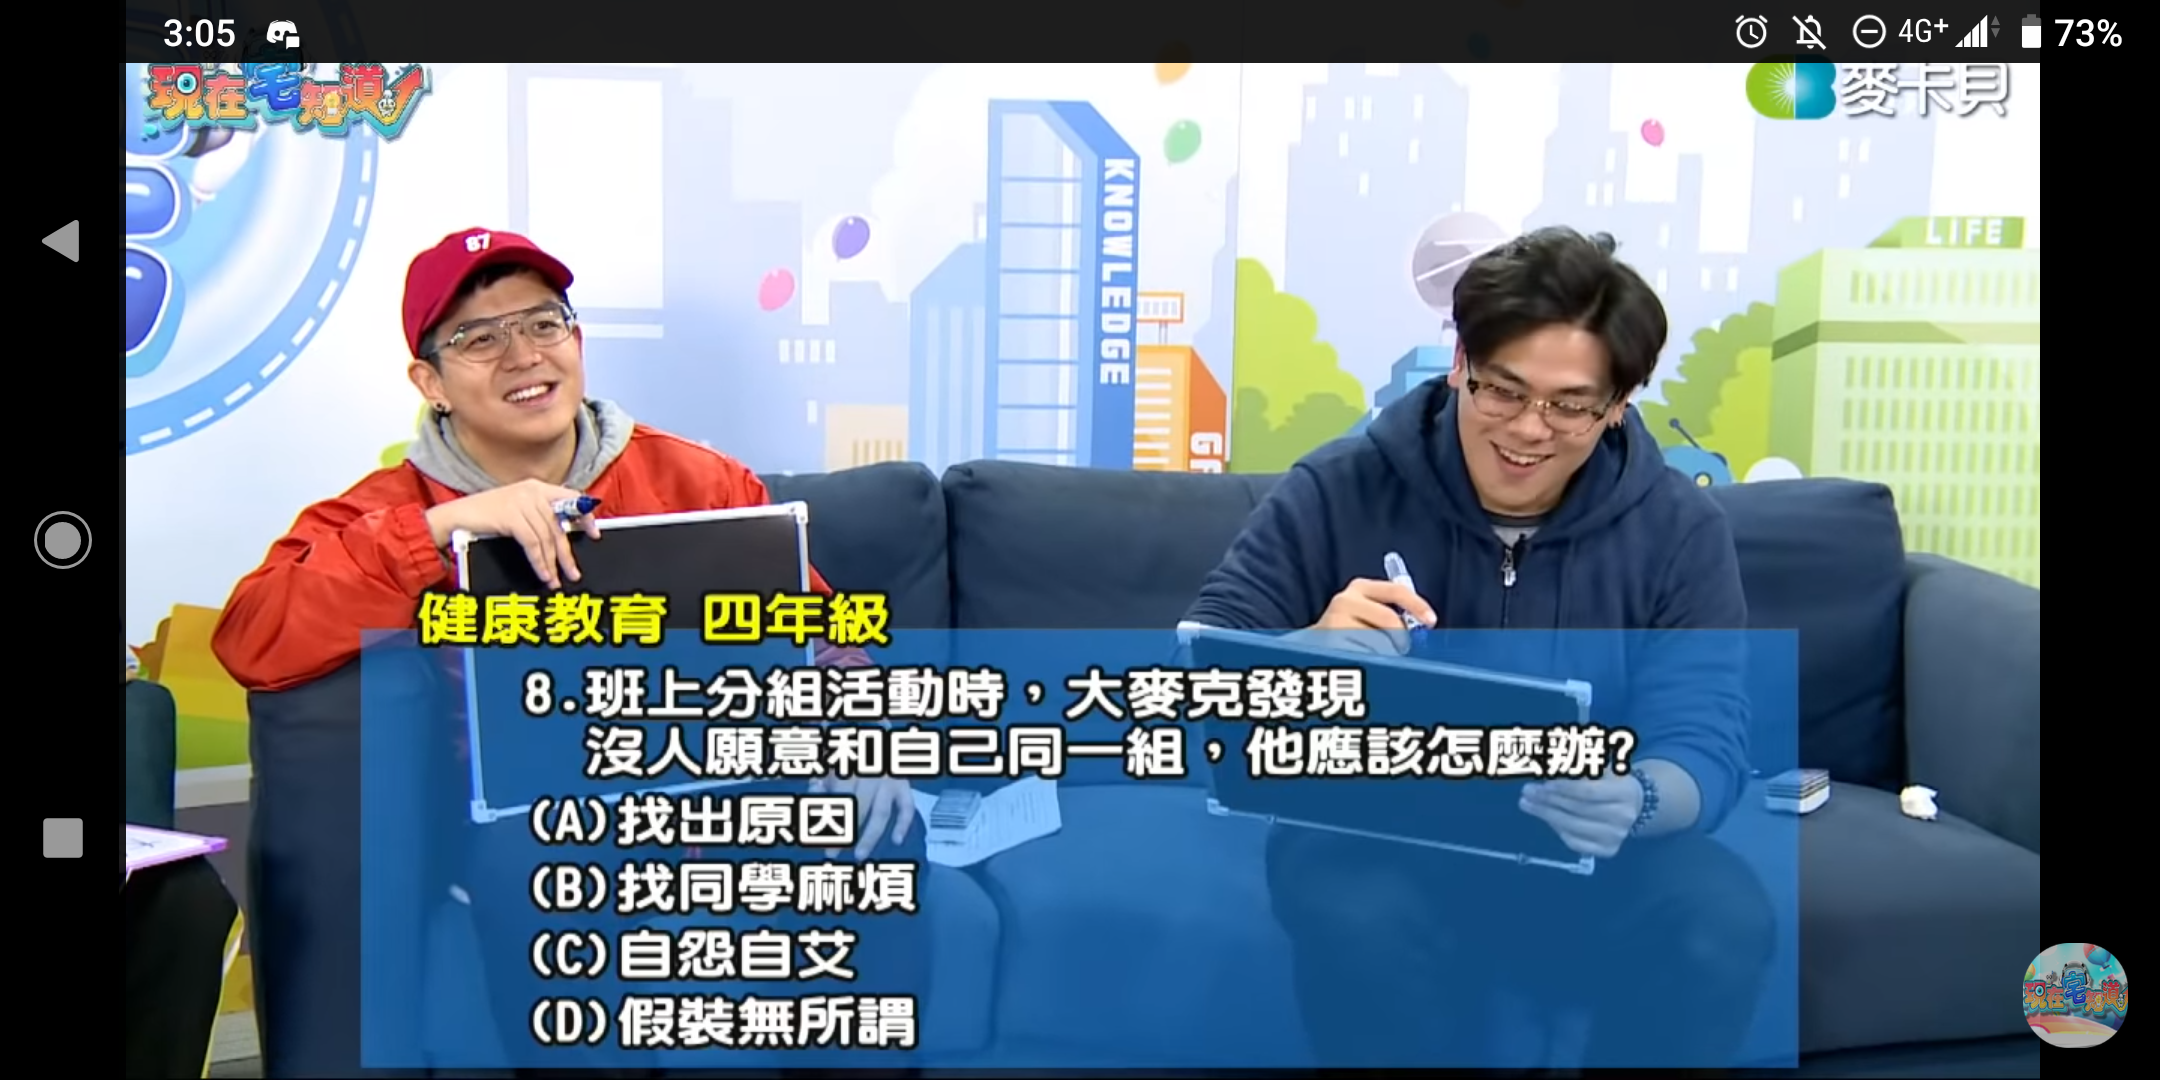 3:05
4G+
73%
現在宅知道
麥卡貝
87
KNOWLEDGE
LIFE
健康教育 四年級
8.班上分組活動時，大麥克發現
沒人願意和自己同一組，他應該怎麼辦?
(A)找出原因
(B)找同學麻煩
(C)自怨自艾
(D)假裝無所謂
現在宅知道